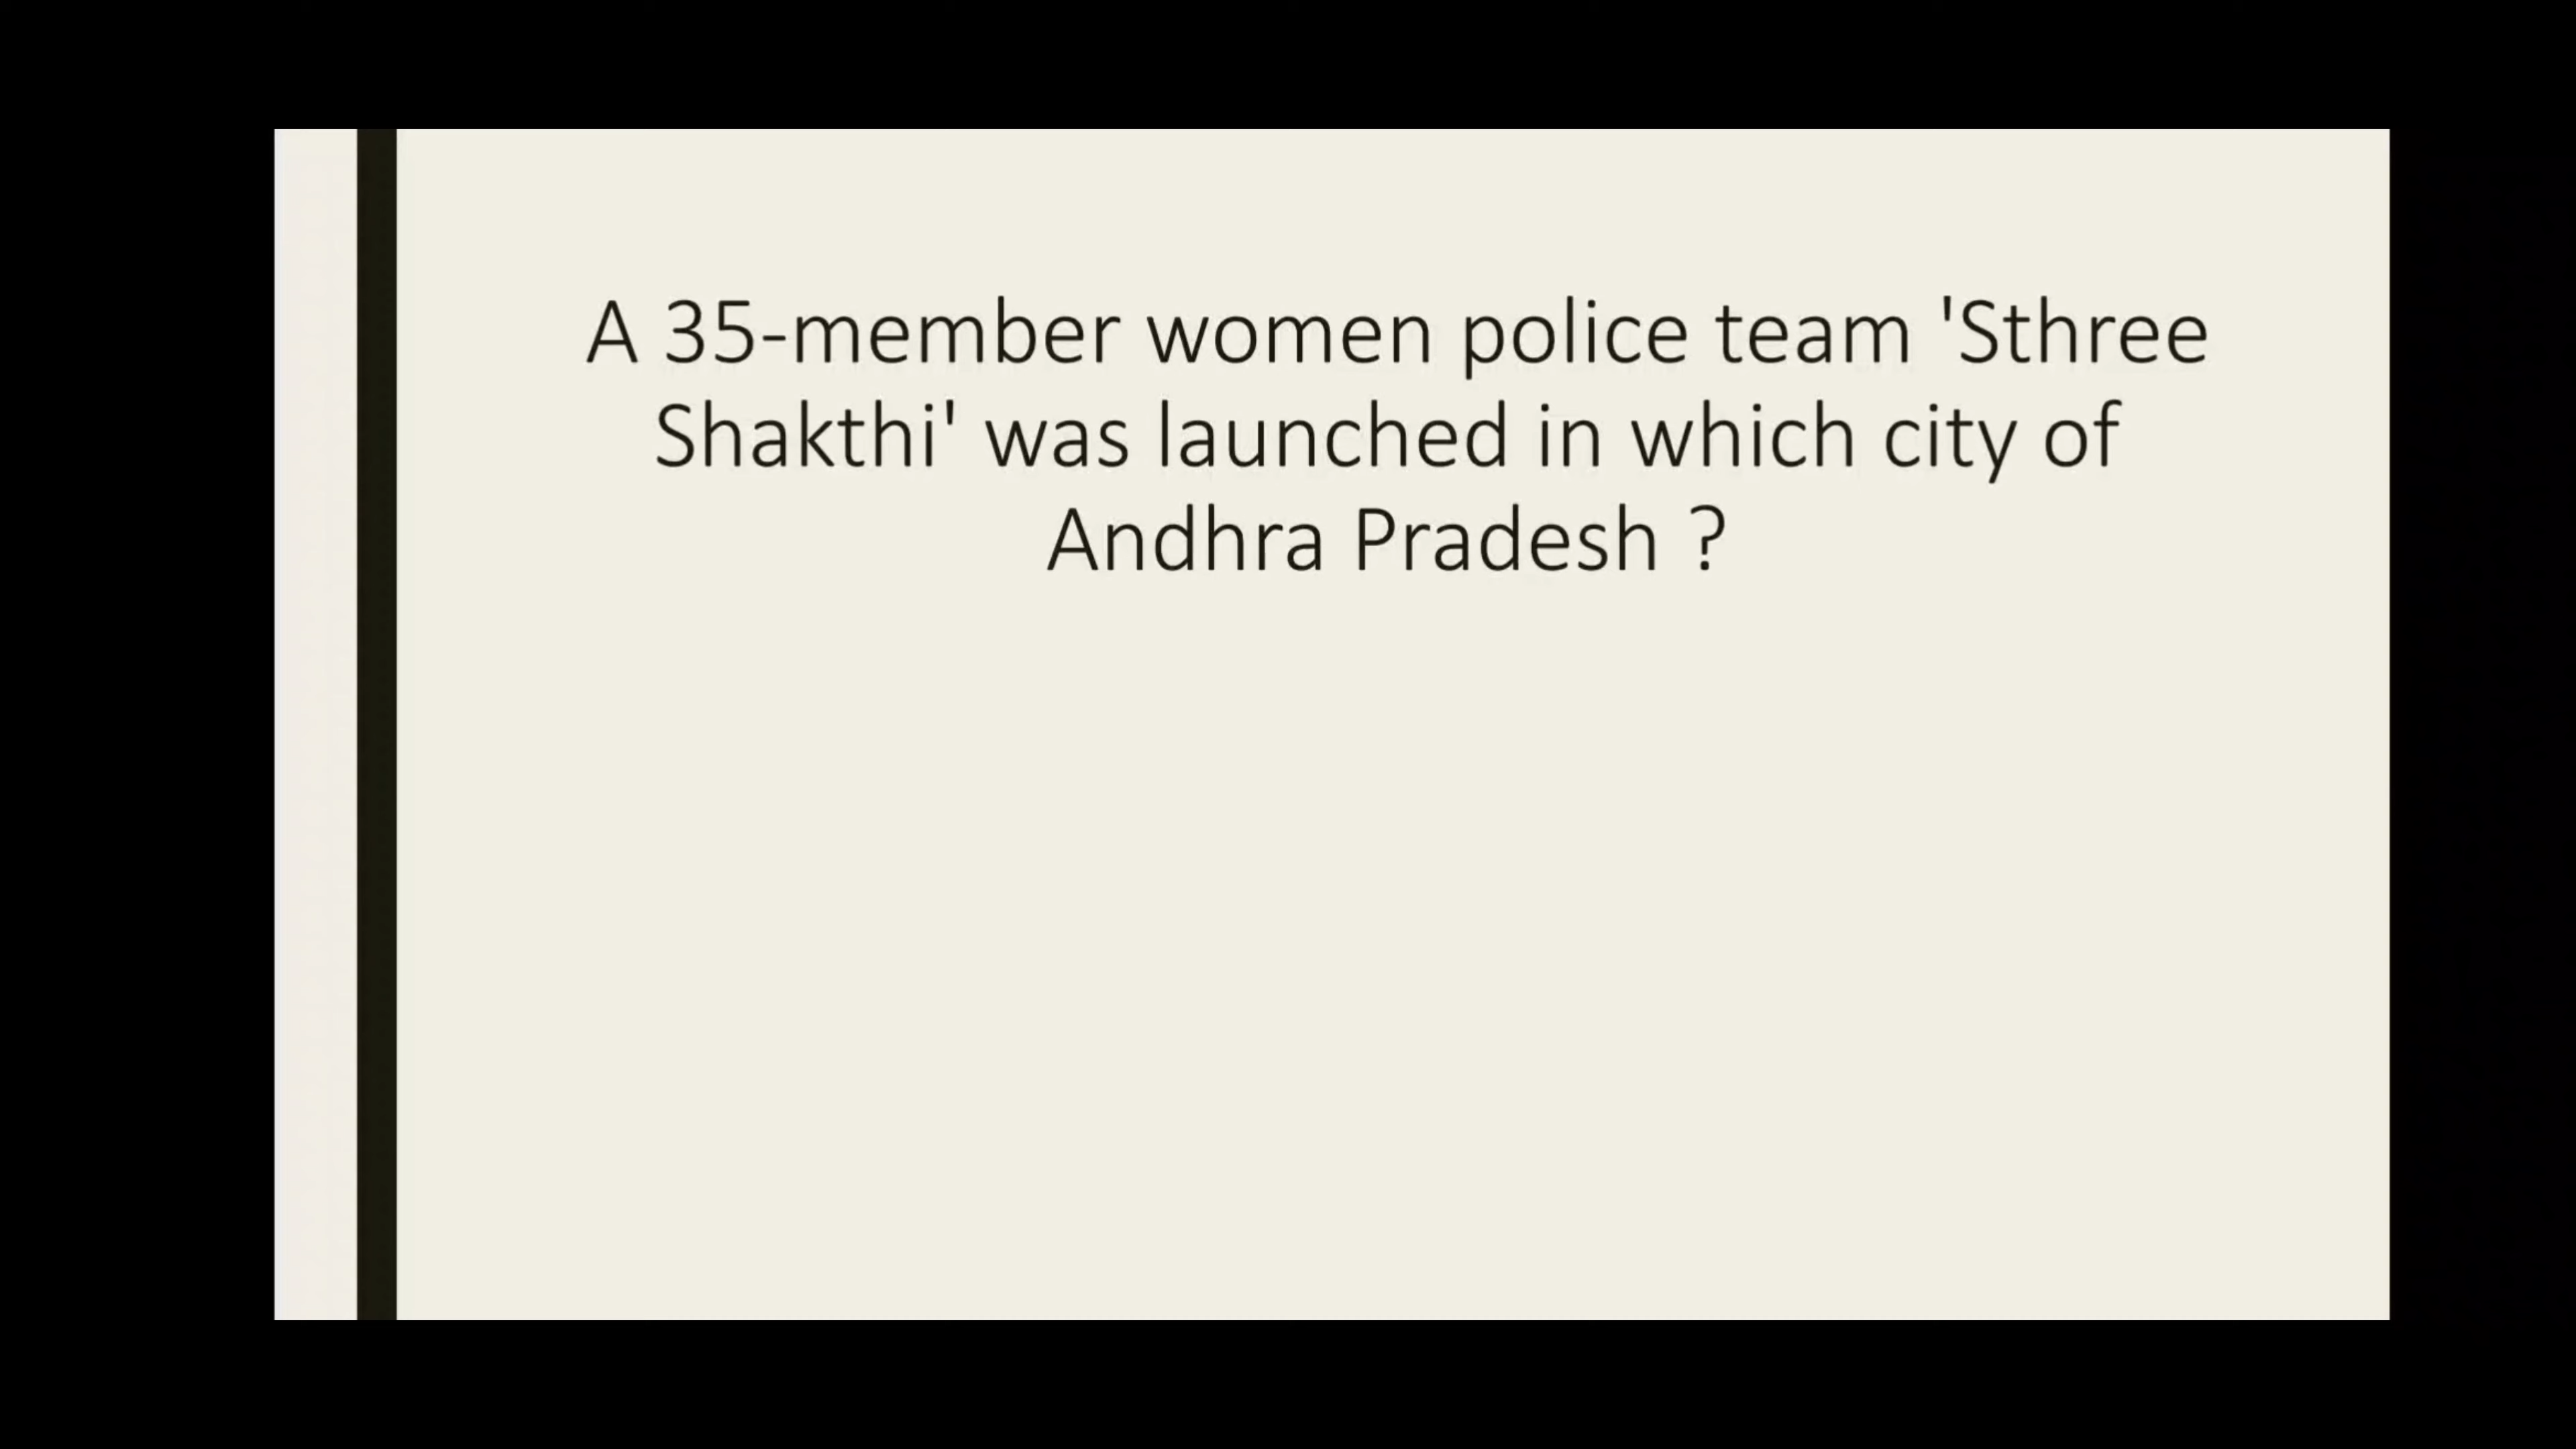 A 35-member women police team 'Sthree
Shakthi' was launched in which city of
Andhra Pradesh ?